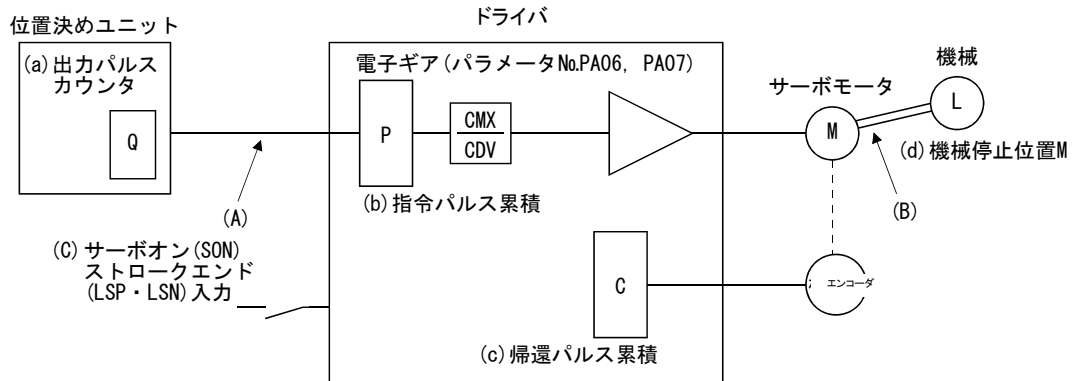 位置決めユニット
(a)出力パルス
カウンタ
Q
ドライバ
電子ギア(パラメータNo.PA06, PA07)
P
CMX
CDV
(b)指令パルス累積
サーボモータ
M
機械
L
(d)機械停止位置M
(A)
(B)
(C)サーボオン(SON)
ストロークエンド
(LSP・LSN)入力
C
(c)帰還パルス累積
エンコーダ